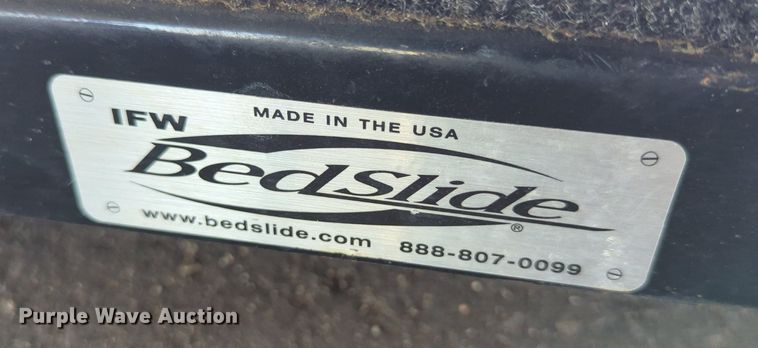 IFW MADE IN THE USA
BedSlide®
www.bedslide.com 888-807-0099
Purple Wave Auction